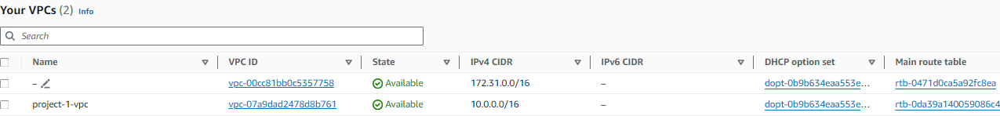 Your VPCs (2) Info
Search
Name VPC ID State IPv4 CIDR IPv6 CIDR DHCP option set Main route table
– vpc-00cc81bb0c5357758 Available 172.31.0.0/16 – dopt-0b9b634eaa553e... rtb-0471d0ca5a92fc8ea
project-1-vpc vpc-07a9dad2478d8b761 Available 10.0.0.0/16 – dopt-0b9b634eaa553e... rtb-0da39a140059086c4